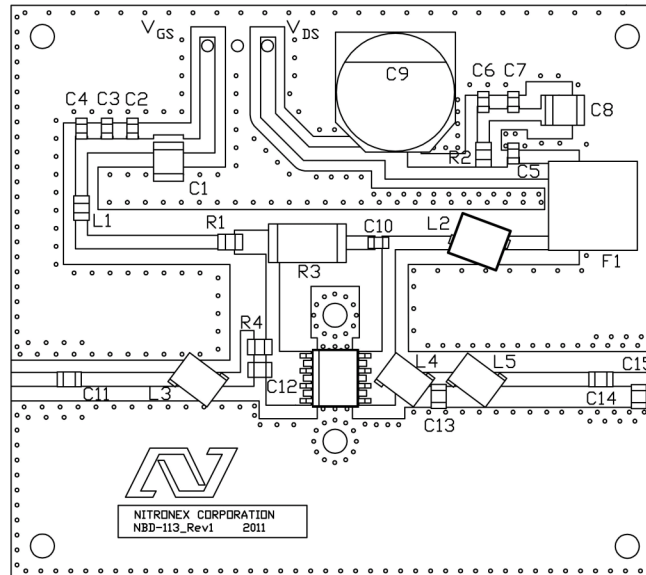 VGS VDS
C9
C4 C3 C2
C6 C7
C8
R2
C5
C1
L1
R1
C10
L2
R3
F1
R4
C12
L4
L5
C15
C11
L3
C13
C14
NITRONEX CORPORATION
NBD-113_Rev1 2011